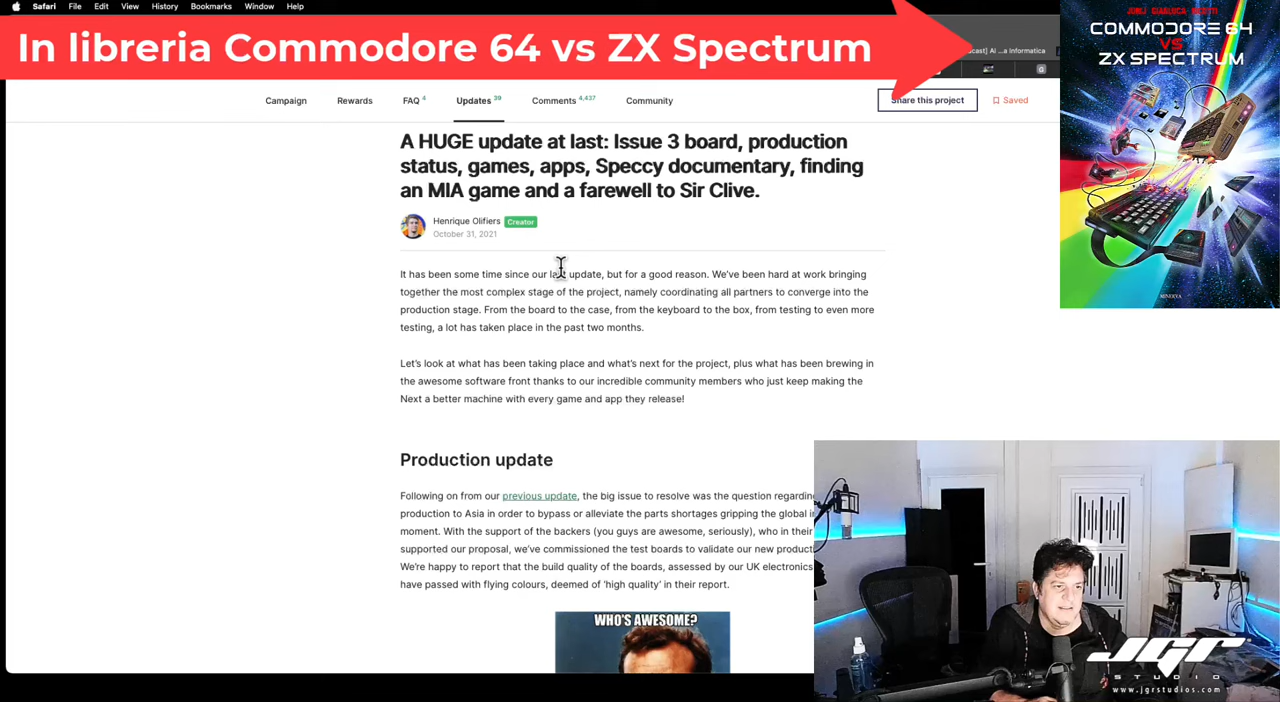 Safari File Edit View History Bookmarks Window Help
In libreria Commodore 64 vs ZX Spectrum
AI ...a Informatica
COMMODORE 64
VS
ZX SPECTRUM
MINERVA
Campaign Rewards FAQ 4 Updates 39 Comments 4,437 Community Share this project Saved
A HUGE update at last: Issue 3 board, production
status, games, apps, Speccy documentary, finding
an MIA game and a farewell to Sir Clive.
Henrique Olifiers Creator
October 31, 2021
It has been some time since our last update, but for a good reason. We've been hard at work bringing
together the most complex stage of the project, namely coordinating all partners to converge into the
production stage. From the board to the case, from the keyboard to the box, from testing to even more
testing, a lot has taken place in the past two months.
Let's look at what has been taking place and what's next for the project, plus what has been brewing in
the awesome software front thanks to our incredible community members who just keep making the
Next a better machine with every game and app they release!
Production update
Following on from our previous update, the big issue to resolve was the question regardin
production to Asia in order to bypass or alleviate the parts shortages gripping the global i
moment. With the support of the backers (you guys are awesome, seriously), who in their
supported our proposal, we've commissioned the test boards to validate our new product
We're happy to report that the build quality of the boards, assessed by our UK electronics
have passed with flying colours, deemed of 'high quality' in their report.
WHO'S AWESOME?
JGR
STUDIO
www.jgrstudios.com